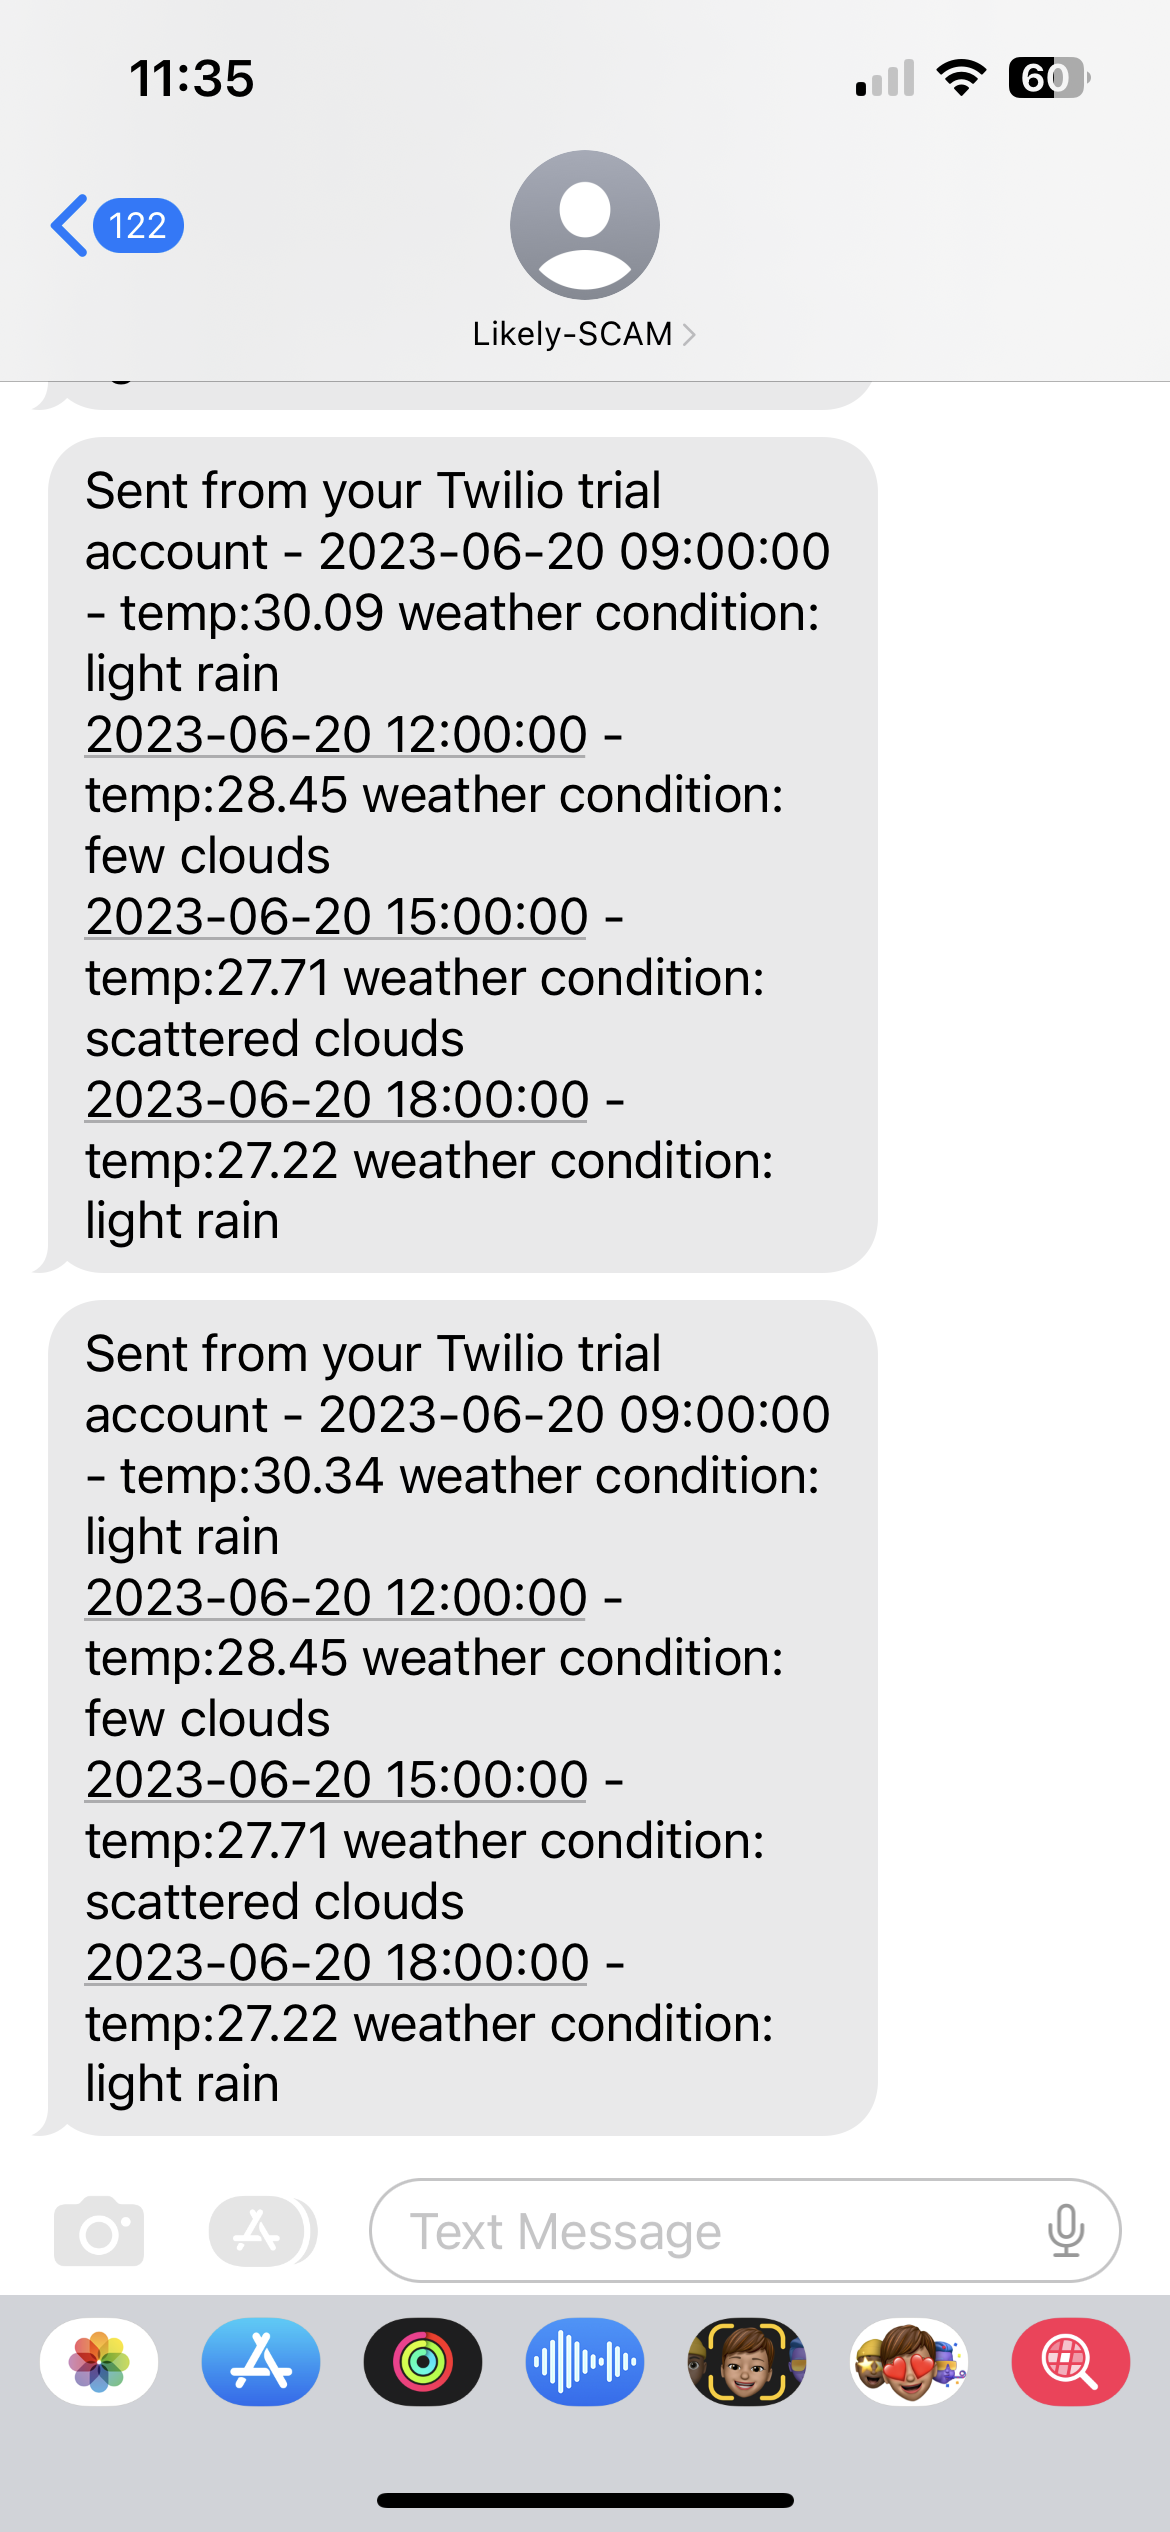 11:35
60
122
Likely-SCAM
Sent from your Twilio trial
account - 2023-06-20 09:00:00
- temp:30.09 weather condition:
light rain
2023-06-20 12:00:00 -
temp:28.45 weather condition:
few clouds
2023-06-20 15:00:00 -
temp:27.71 weather condition:
scattered clouds
2023-06-20 18:00:00 -
temp:27.22 weather condition:
light rain
Sent from your Twilio trial
account - 2023-06-20 09:00:00
- temp:30.34 weather condition:
light rain
2023-06-20 12:00:00 -
temp:28.45 weather condition:
few clouds
2023-06-20 15:00:00 -
temp:27.71 weather condition:
scattered clouds
2023-06-20 18:00:00 -
temp:27.22 weather condition:
light rain
Text Message